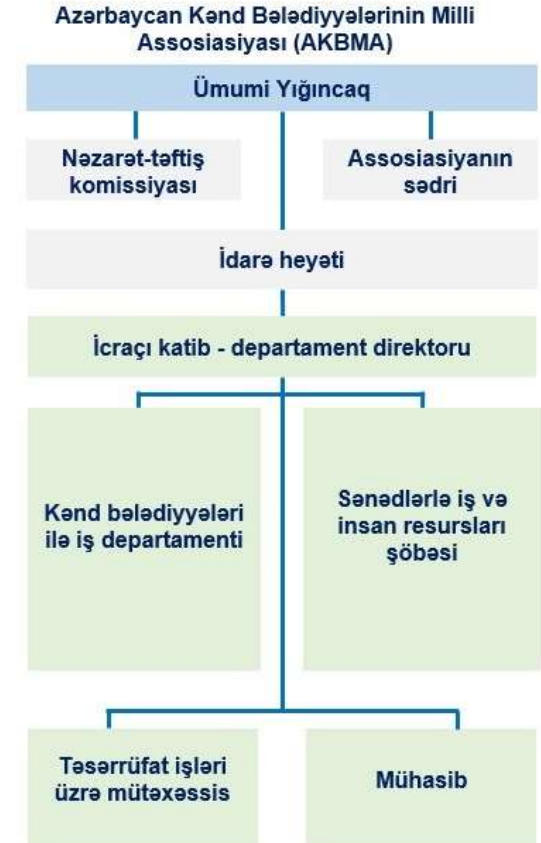 Azərbaycan Kənd Bələdiyyələrinin Milli
Assosiasiyası (AKBMA)
Ümumi Yığıncaq
Nəzarət-təftiş
komissiyası
Assosiasiyanın
sədri
İdarə heyəti
İcraçı katib - departament direktoru
Kənd bələdiyyələri
ilə iş departamenti
Sənədlərlə iş və
insan resursları
şöbəsi
Təsərrüfat işləri
üzrə mütəxəssis
Mühasib